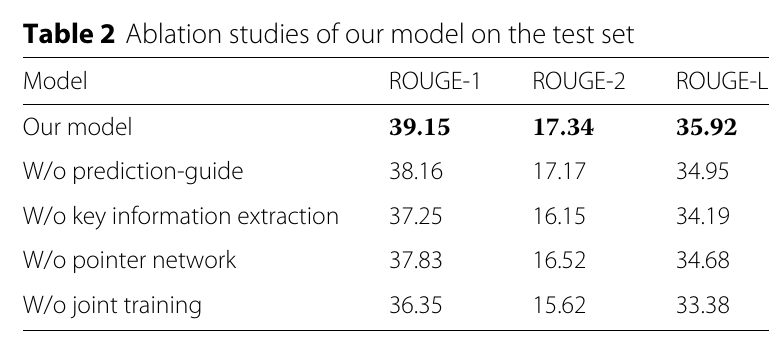 Table 2 Ablation studies of our model on the test set
Model ROUGE-1 ROUGE-2 ROUGE-L
Our model 39.15 17.34 35.92
W/o prediction-guide 38.16 17.17 34.95
W/o key information extraction 37.25 16.15 34.19
W/o pointer network 37.83 16.52 34.68
W/o joint training 36.35 15.62 33.38